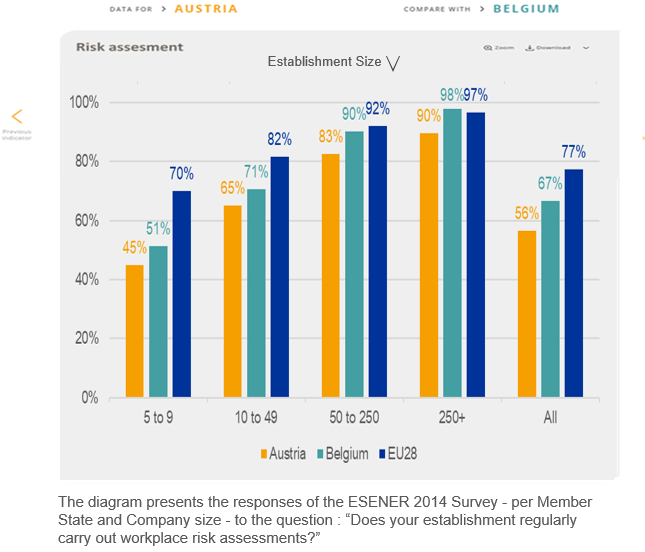 DATA FOR > AUSTRIA
COMPARE WITH > BELGIUM
Risk assesment
Zoom
Download
Establishment Size
Previous
indicator
100%
80%
60%
40%
20%
0%
45%
51%
70%
65%
71%
82%
83%
90%
92%
90%
98%
97%
56%
67%
77%
5 to 9
10 to 49
50 to 250
250+
All
Austria
Belgium
EU28
The diagram presents the responses of the ESENER 2014 Survey - per Member
State and Company size - to the question : “Does your establishment regularly
carry out workplace risk assessments?”